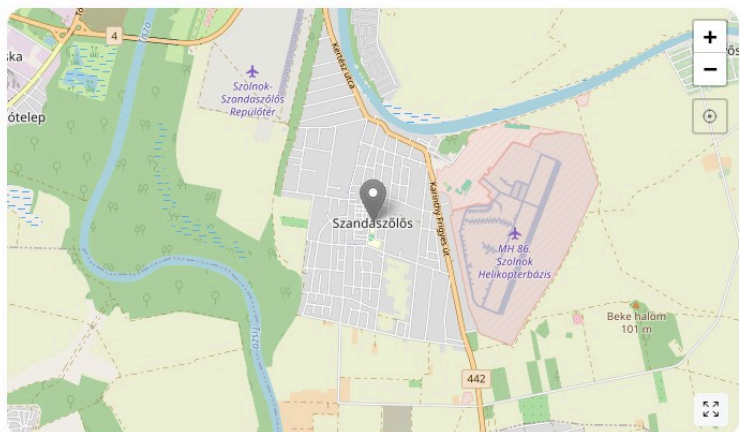 4
Tisza
ska
ótelep
Szolnok-
Szandaszőlős
Repülőtér
Kertész utca
Karinthy Frigyes út
Szandaszőlős
MH 86.
Szolnok
Helikopterbázis
Beke halom
101 m
Tisza
442
+
−